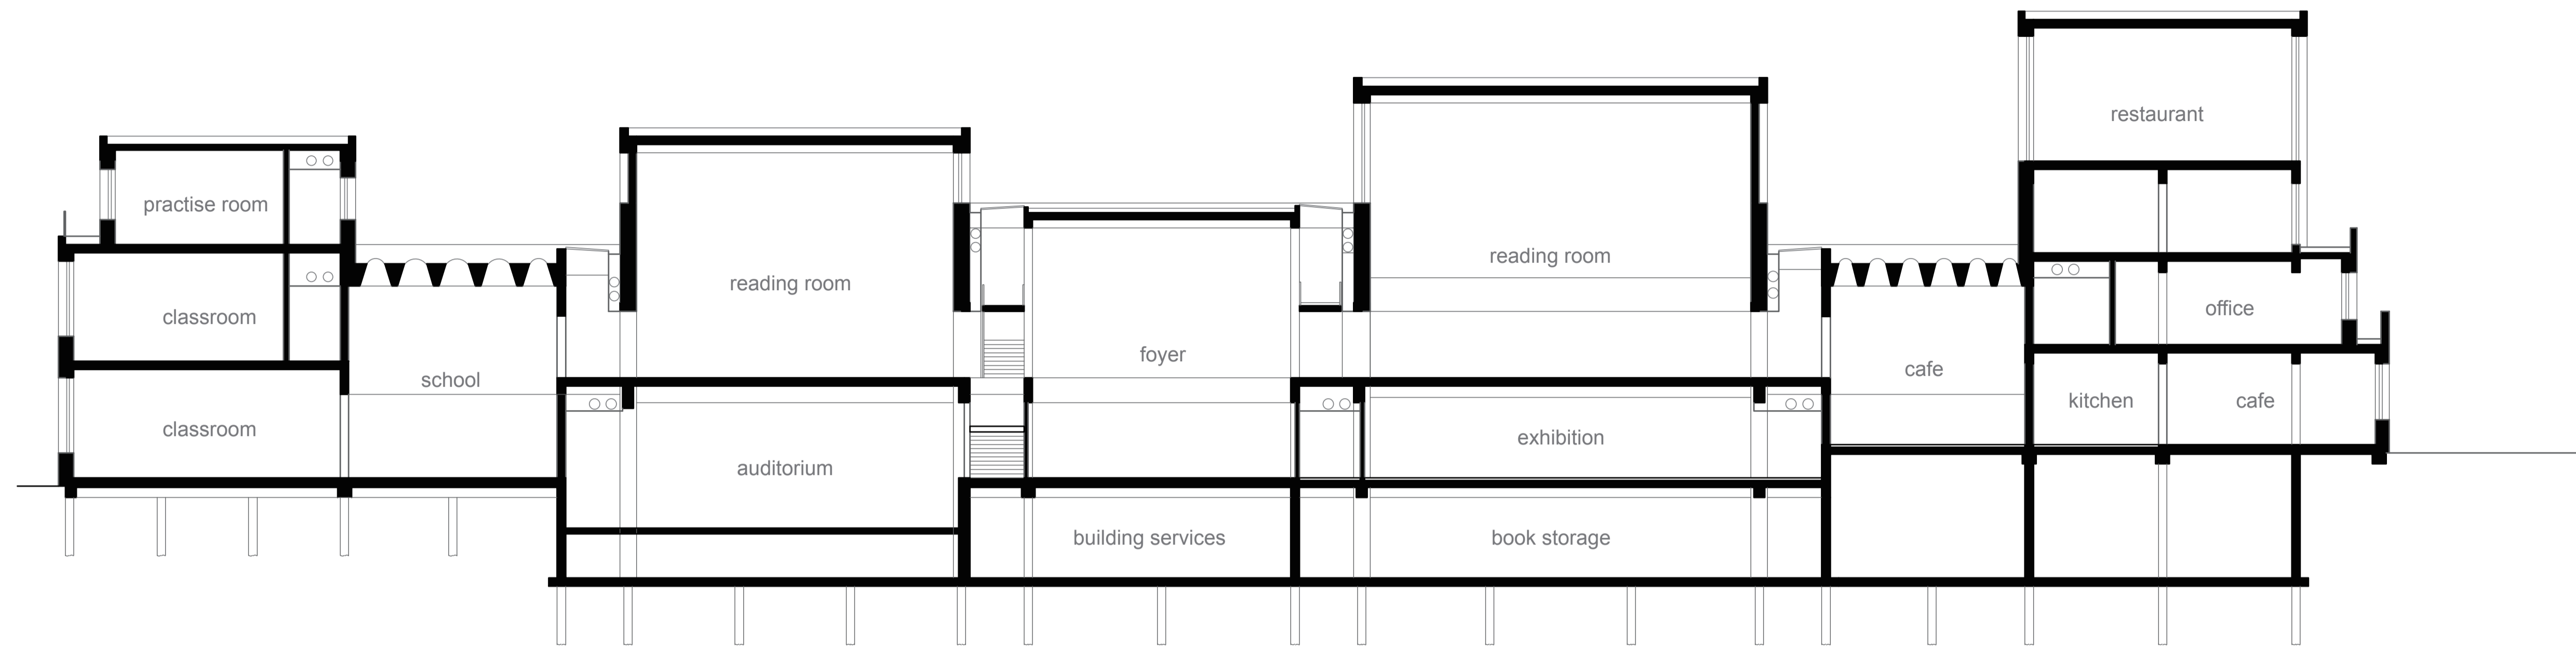 restaurant
practise room
reading room
reading room
classroom
office
school
foyer
cafe
kitchen
cafe
classroom
auditorium
exhibition
building services
book storage